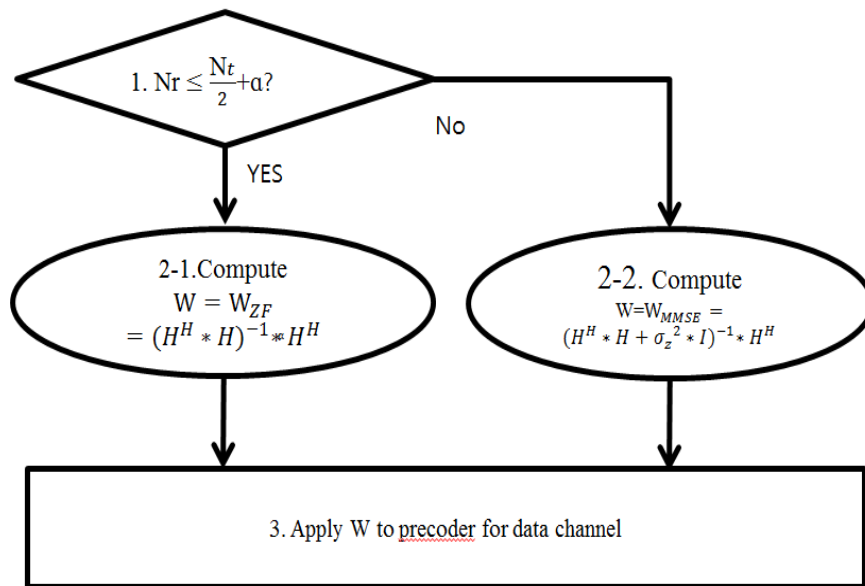 1. Nr ≤ Nt/2 +α?
No
YES
2-1.Compute
W = W_ZF
= (H^H * H)^−1 * H^H
2-2. Compute
W=W_MMSE =
(H^H * H + σ_z^2 * I)^−1 * H^H
3. Apply W to precoder for data channel